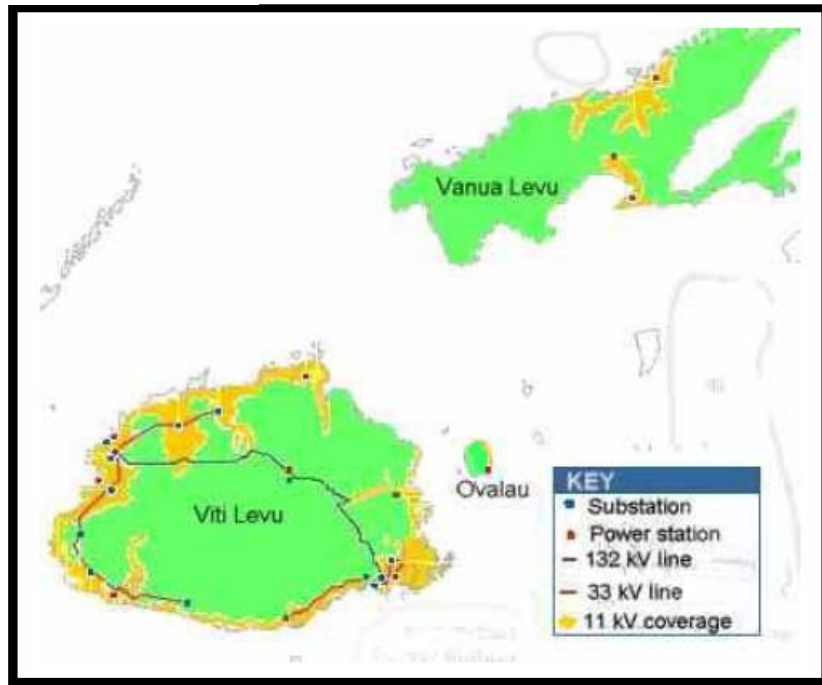 Vanua Levu
Viti Levu
Ovalau
KEY
Substation
Power station
132 kV line
33 kV line
11 kV coverage